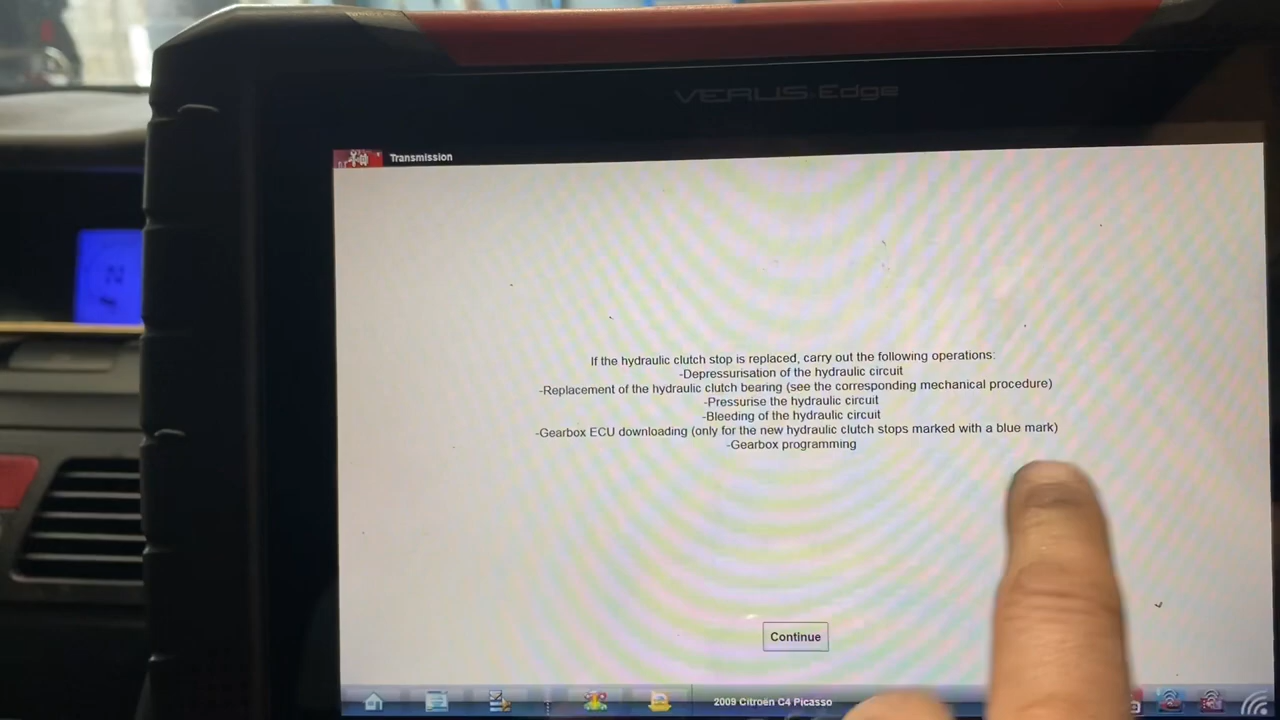 VERUS Edge
Transmission
If the hydraulic clutch stop is replaced, carry out the following operations:
-Depressurisation of the hydraulic circuit
-Replacement of the hydraulic clutch bearing (see the corresponding mechanical procedure)
-Pressurise the hydraulic circuit
-Bleeding of the hydraulic circuit
-Gearbox ECU downloading (only for the new hydraulic clutch stops marked with a blue mark)
-Gearbox programming
Continue
2009 Citroën C4 Picasso